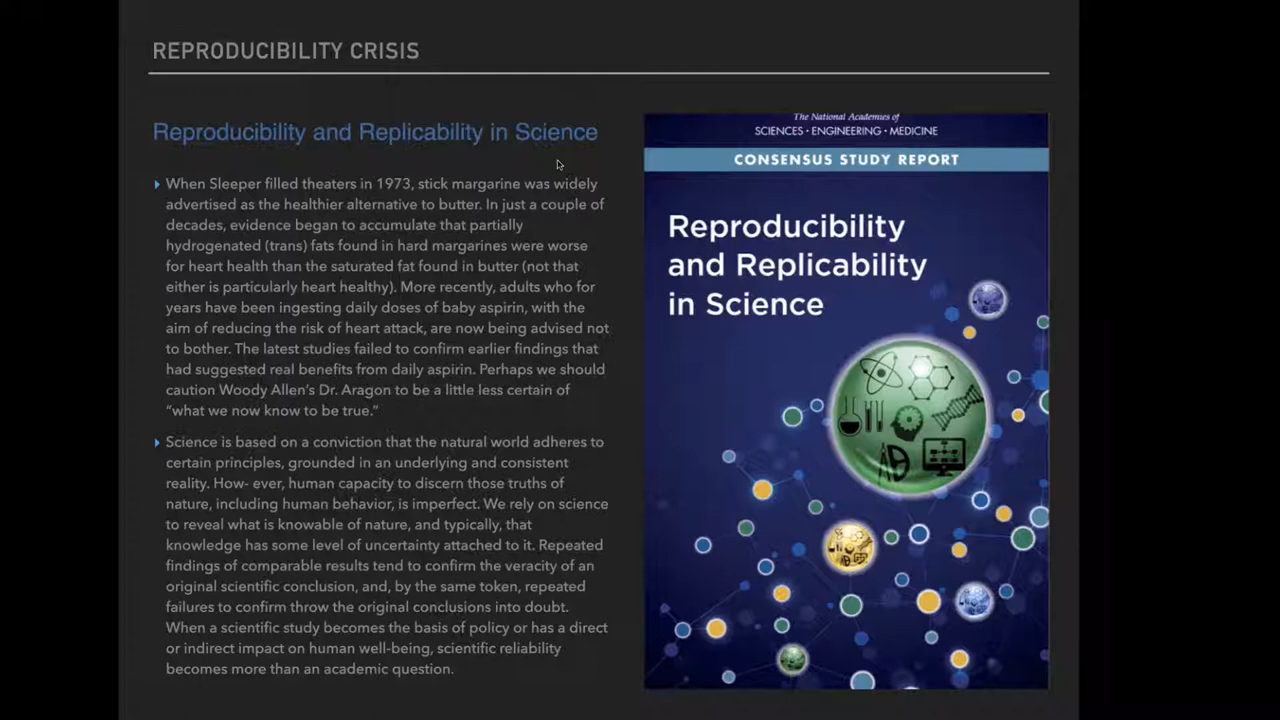 REPRODUCIBILITY CRISIS
Reproducibility and Replicability in Science
When Sleeper filled theaters in 1973, stick margarine was widely
advertised as the healthier alternative to butter. In just a couple of
decades, evidence began to accumulate that partially
hydrogenated (trans) fats found in hard margarines were worse
for heart health than the saturated fat found in butter (not that
either is particularly heart healthy). More recently, adults who for
years have been ingesting daily doses of baby aspirin, with the
aim of reducing the risk of heart attack, are now being advised not
to bother. The latest studies failed to confirm earlier findings that
had suggested real benefits from daily aspirin. Perhaps we should
caution Woody Allen's Dr. Aragon to be a little less certain of
"what we now know to be true."
Science is based on a conviction that the natural world adheres to
certain principles, grounded in an underlying and consistent
reality. How- ever, human capacity to discern those truths of
nature, including human behavior, is imperfect. We rely on science
to reveal what is knowable of nature, and typically, that
knowledge has some level of uncertainty attached to it. Repeated
findings of comparable results tend to confirm the veracity of an
original scientific conclusion, and, by the same token, repeated
failures to confirm throw the original conclusions into doubt.
When a scientific study becomes the basis of policy or has a direct
or indirect impact on human well-being, scientific reliability
becomes more than an academic question.
The National Academies of
SCIENCES · ENGINEERING · MEDICINE
CONSENSUS STUDY REPORT
Reproducibility
and Replicability
in Science